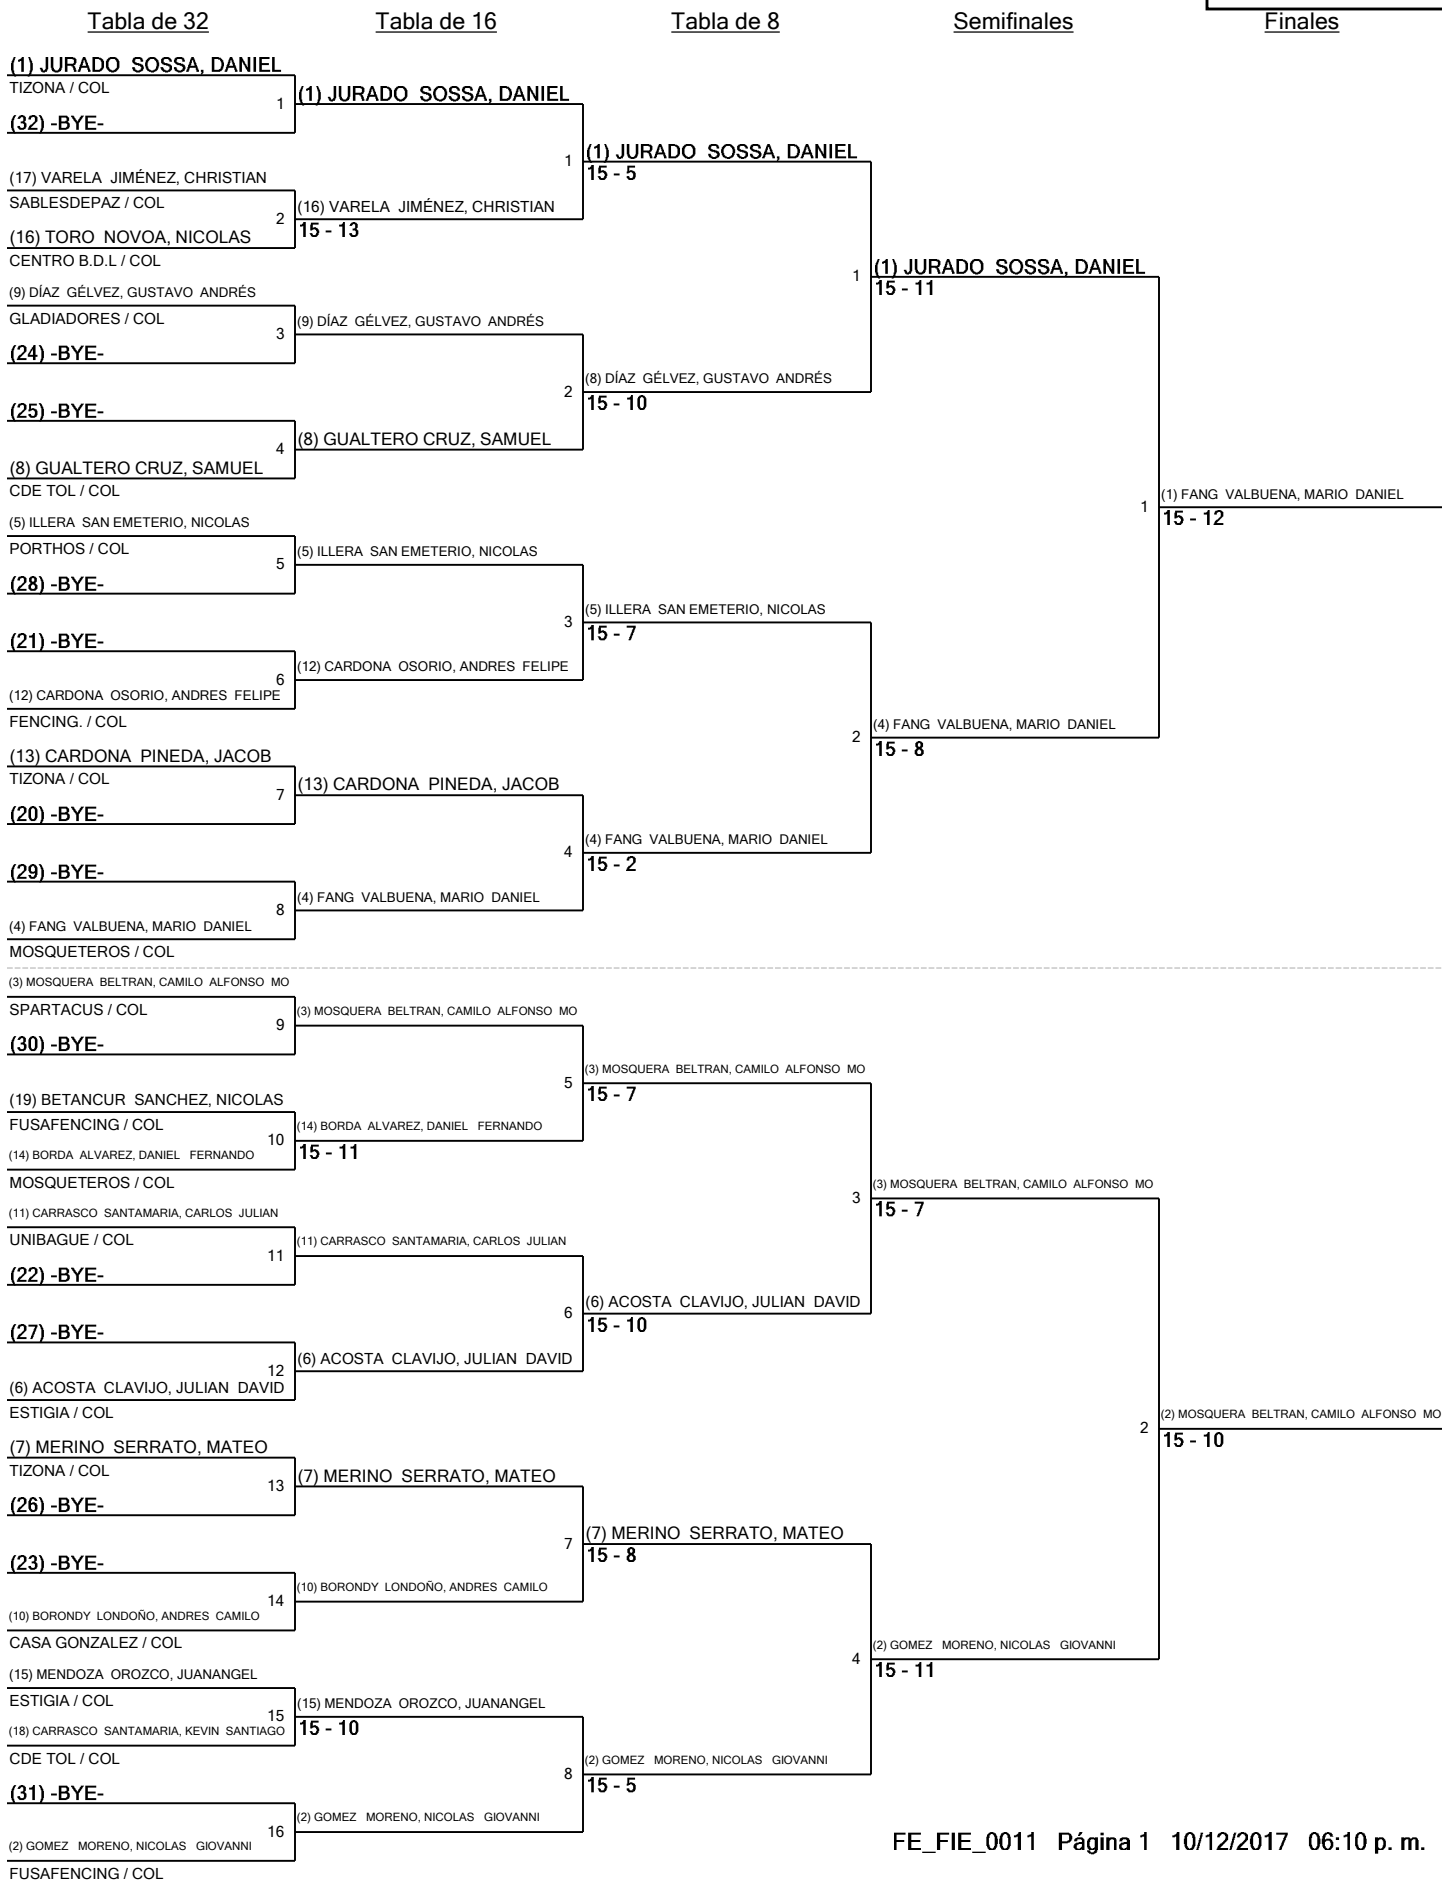 Tabla de 32
Tabla de 16
Tabla de 8
Semifinales
Finales
(1) JURADO SOSSA, DANIEL
TIZONA / COL
1
(32) -BYE-
(17) VARELA JIMÉNEZ, CHRISTIAN
SABLESDEPAZ / COL
2
(16) TORO NOVOA, NICOLAS
CENTRO B.D.L / COL
(9) DÍAZ GÉLVEZ, GUSTAVO ANDRÉS
GLADIADORES / COL
3
(24) -BYE-
(25) -BYE-
4
(8) GUALTERO CRUZ, SAMUEL
CDE TOL / COL
(5) ILLERA SAN EMETERIO, NICOLAS
PORTHOS / COL
5
(28) -BYE-
(21) -BYE-
6
(12) CARDONA OSORIO, ANDRES FELIPE
FENCING. / COL
(13) CARDONA PINEDA, JACOB
TIZONA / COL
7
(20) -BYE-
(29) -BYE-
8
(4) FANG VALBUENA, MARIO DANIEL
MOSQUETEROS / COL
(3) MOSQUERA BELTRAN, CAMILO ALFONSO MO
SPARTACUS / COL
9
(30) -BYE-
(19) BETANCUR SANCHEZ, NICOLAS
FUSAFENCING / COL
10
(14) BORDA ALVAREZ, DANIEL FERNANDO
MOSQUETEROS / COL
(11) CARRASCO SANTAMARIA, CARLOS JULIAN
UNIBAGUE / COL
11
(22) -BYE-
(27) -BYE-
12
(6) ACOSTA CLAVIJO, JULIAN DAVID
ESTIGIA / COL
(7) MERINO SERRATO, MATEO
TIZONA / COL
13
(26) -BYE-
(23) -BYE-
14
(10) BORONDY LONDOÑO, ANDRES CAMILO
CASA GONZALEZ / COL
(15) MENDOZA OROZCO, JUANANGEL
ESTIGIA / COL
15
(18) CARRASCO SANTAMARIA, KEVIN SANTIAGO
CDE TOL / COL
(31) -BYE-
16
(2) GOMEZ MORENO, NICOLAS GIOVANNI
FUSAFENCING / COL
(1) JURADO SOSSA, DANIEL
1
(16) VARELA JIMÉNEZ, CHRISTIAN
15 - 13
(9) DÍAZ GÉLVEZ, GUSTAVO ANDRÉS
2
(8) GUALTERO CRUZ, SAMUEL
(5) ILLERA SAN EMETERIO, NICOLAS
3
(12) CARDONA OSORIO, ANDRES FELIPE
(13) CARDONA PINEDA, JACOB
4
(4) FANG VALBUENA, MARIO DANIEL
(3) MOSQUERA BELTRAN, CAMILO ALFONSO MO
5
(14) BORDA ALVAREZ, DANIEL FERNANDO
15 - 11
(11) CARRASCO SANTAMARIA, CARLOS JULIAN
6
(6) ACOSTA CLAVIJO, JULIAN DAVID
(7) MERINO SERRATO, MATEO
7
(10) BORONDY LONDOÑO, ANDRES CAMILO
(15) MENDOZA OROZCO, JUANANGEL
15 - 10
8
(2) GOMEZ MORENO, NICOLAS GIOVANNI
(1) JURADO SOSSA, DANIEL
15 - 5
1
(8) DÍAZ GÉLVEZ, GUSTAVO ANDRÉS
15 - 10
(5) ILLERA SAN EMETERIO, NICOLAS
15 - 7
2
(4) FANG VALBUENA, MARIO DANIEL
15 - 2
(3) MOSQUERA BELTRAN, CAMILO ALFONSO MO
15 - 7
3
(6) ACOSTA CLAVIJO, JULIAN DAVID
15 - 10
(7) MERINO SERRATO, MATEO
15 - 8
4
(2) GOMEZ MORENO, NICOLAS GIOVANNI
15 - 5
(1) JURADO SOSSA, DANIEL
15 - 11
1
(4) FANG VALBUENA, MARIO DANIEL
15 - 8
(3) MOSQUERA BELTRAN, CAMILO ALFONSO MO
15 - 7
2
(2) GOMEZ MORENO, NICOLAS GIOVANNI
15 - 11
(1) FANG VALBUENA, MARIO DANIEL
15 - 12
(2) MOSQUERA BELTRAN, CAMILO ALFONSO MO
15 - 10
FE_FIE_0011 Página 1 10/12/2017 06:10 p. m.